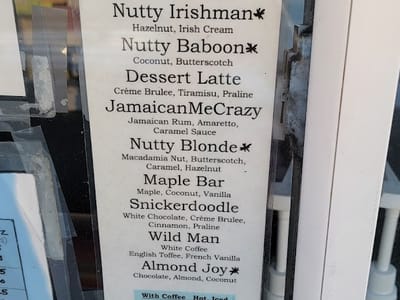 Nutty Irishman
Hazelnut, Irish Cream
Nutty Baboon
Coconut, Butterscotch
Dessert Latte
Crème Brulee, Tiramisu, Praline
JamaicanMeCrazy
Jamaican Rum, Amaretto,
Caramel Sauce
Nutty Blonde
Macadamia Nut, Butterscotch,
Caramel, Hazelnut
Maple Bar
Maple, Coconut, Vanilla
Snickerdoodle
White Chocolate, Crème Brulee,
Cinnamon, Praline
Wild Man
White Coffee
English Toffee, French Vanilla
Almond Joy
Chocolate, Almond, Coconut
With Coffee Hot Iced